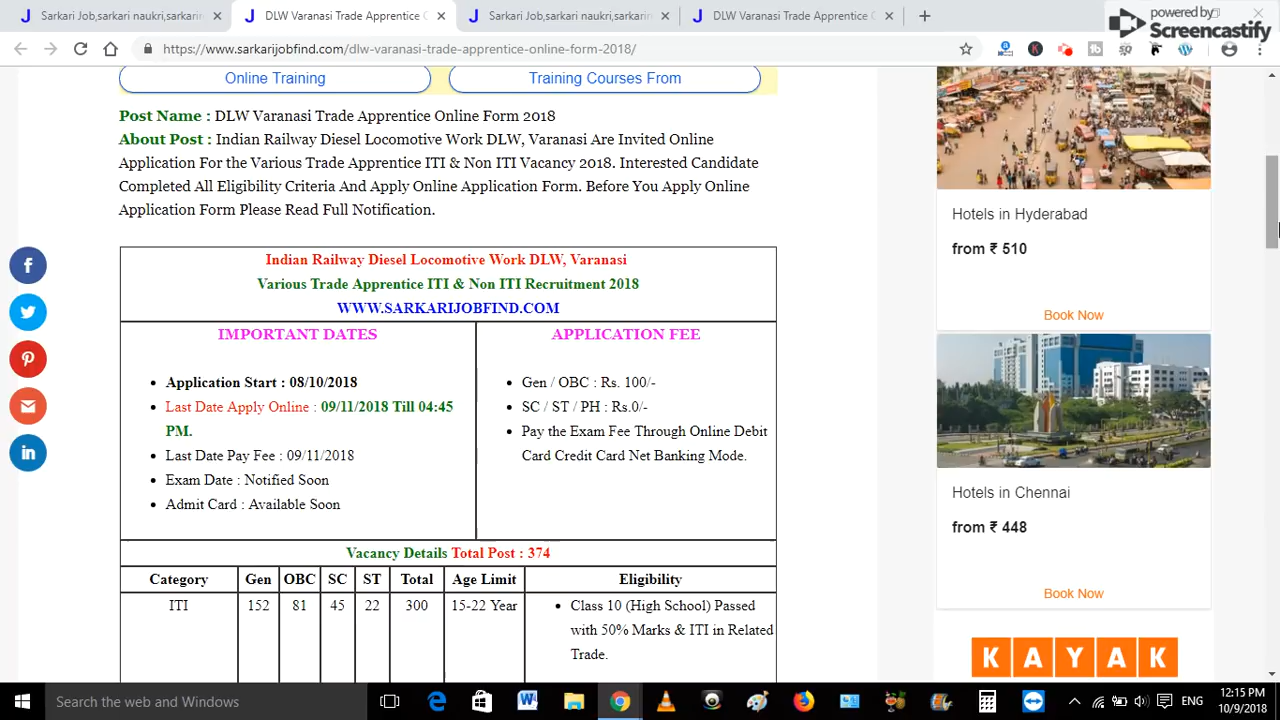 Sarkari Job,sarkari naukri,sarkari
DLW Varanasi Trade Apprentice O
Sarkari Job,sarkari naukri,sarkari
DLW Varanasi Trade Apprentice O
powered by
Screencastify
https://www.sarkarijobfind.com/dlw-varanasi-trade-apprentice-online-form-2018/
Online Training
Training Courses From
Post Name : DLW Varanasi Trade Apprentice Online Form 2018
About Post : Indian Railway Diesel Locomotive Work DLW, Varanasi Are Invited Online
Application For the Various Trade Apprentice ITI & Non ITI Vacancy 2018. Interested Candidate
Completed All Eligibility Criteria And Apply Online Application Form. Before You Apply Online
Application Form Please Read Full Notification.
Indian Railway Diesel Locomotive Work DLW, Varanasi
Various Trade Apprentice ITI & Non ITI Recruitment 2018
WWW.SARKARIJOBFIND.COM
IMPORTANT DATES
Application Start : 08/10/2018
Last Date Apply Online : 09/11/2018 Till 04:45
PM.
Last Date Pay Fee : 09/11/2018
Exam Date : Notified Soon
Admit Card : Available Soon
APPLICATION FEE
Gen / OBC : Rs. 100/-
SC / ST / PH : Rs.0/-
Pay the Exam Fee Through Online Debit
Card Credit Card Net Banking Mode.
Vacancy Details Total Post : 374
Category Gen OBC SC ST Total Age Limit Eligibility
ITI 152 81 45 22 300 15-22 Year Class 10 (High School) Passed
with 50% Marks & ITI in Related
Trade.
Hotels in Hyderabad
from ₹ 510
Book Now
Hotels in Chennai
from ₹ 448
Book Now
KAYAK
Search the web and Windows
ENG
12:15 PM
10/9/2018